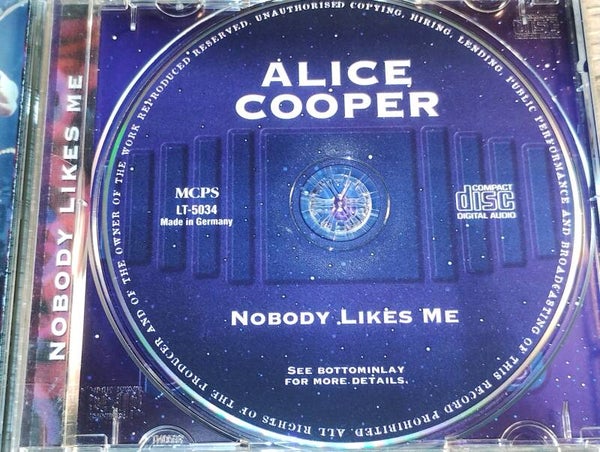 NOBODY LIKES ME
ALL RIGHTS OF THE PRODUCER AND OF THE OWNER OF THE WORK REPRODUCED RESERVED. UNAUTHORISED COPYING, HIRING, LENDING, PUBLIC PERFORMANCE AND BROADCASTING OF THIS RECORD PROHIBITED.
ALICE
COOPER
MCPS
LT-5034
Made in Germany
COMPACT
disc
DIGITAL AUDIO
NOBODY LIKES ME
SEE BOTTOMINLAY
FOR MORE DETAILS.